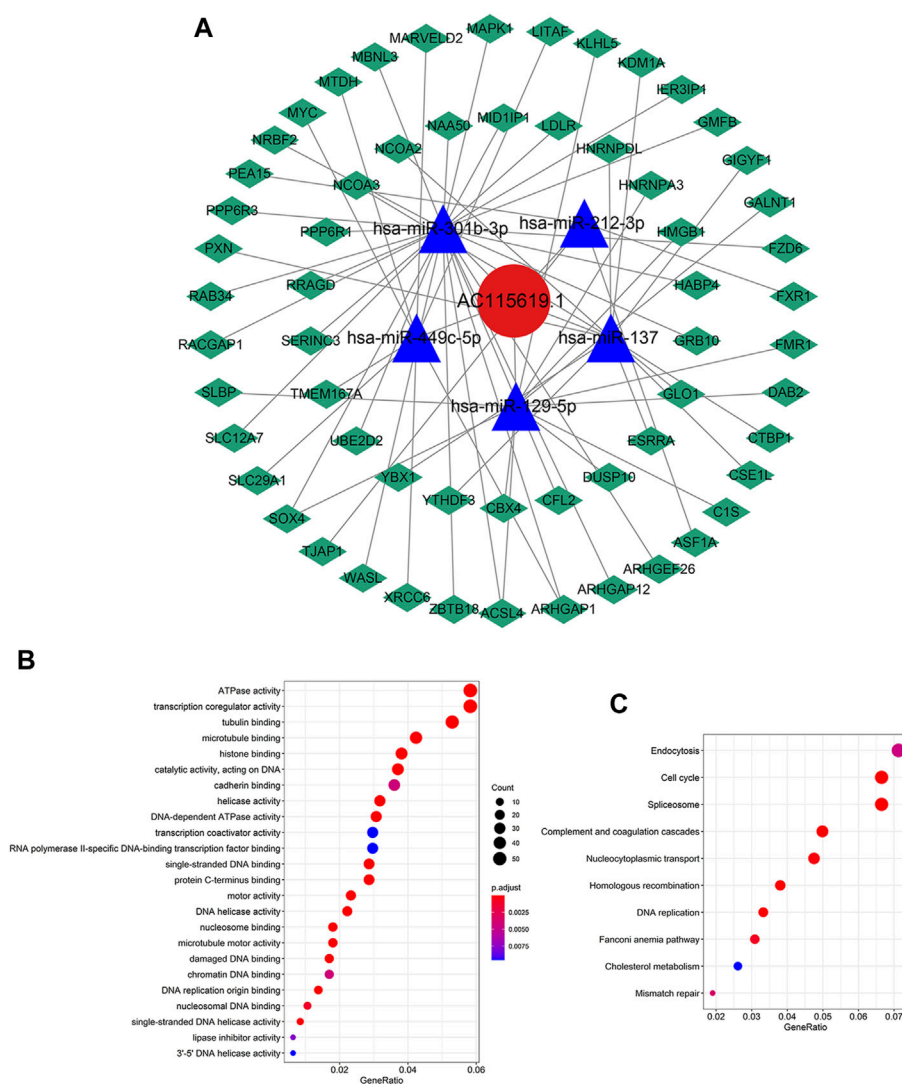 A
MARVELD2
MAPK1
LITAF
KLHL5
KDM1A
IER3IP1
GMFB
GIGYF1
GALNT1
FZD6
FXR1
FMR1
DAB2
CTBP1
CSE1L
C1S
ASF1A
ARHGEF26
ARHGAP12
ARHGAP1
ACSL4
ZBTB18
XRCC6
WASL
TJAP1
SOX4
SLC29A1
SLC12A7
SLBP
RACGAP1
RAB34
PXN
PPP6R3
PEA15
NRBF2
MYC
MTDH
MBNL3
NAA50
MID1IP1
LDLR
HNRNPDL
HNRNPA3
HMGB1
HABP4
GRB10
GLO1
ESRRA
DUSP10
CFL2
CBX4
YTHDF3
YBX1
UBE2D2
TMEM167A
SERINC3
RRAGD
PPP6R1
NCOA3
NCOA2
hsa-miR-301b-3p
hsa-miR-212-3p
AC115619.1
hsa-miR-449c-5p
hsa-miR-137
hsa-miR-129-5p
B
ATPase activity
transcription coregulator activity
tubulin binding
microtubule binding
histone binding
catalytic activity, acting on DNA
cadherin binding
helicase activity
DNA-dependent ATPase activity
transcription coactivator activity
RNA polymerase II-specific DNA-binding transcription factor binding
single-stranded DNA binding
protein C-terminus binding
motor activity
DNA helicase activity
nucleosome binding
microtubule motor activity
damaged DNA binding
chromatin DNA binding
DNA replication origin binding
nucleosomal DNA binding
single-stranded DNA helicase activity
lipase inhibitor activity
3'-5' DNA helicase activity
0.02 0.04 0.06
GeneRatio
Count
10
20
30
40
50
p.adjust
0.0025
0.0050
0.0075
C
Endocytosis
Cell cycle
Spliceosome
Complement and coagulation cascades
Nucleocytoplasmic transport
Homologous recombination
DNA replication
Fanconi anemia pathway
Cholesterol metabolism
Mismatch repair
0.02 0.03 0.04 0.05 0.06 0.07
GeneRatio